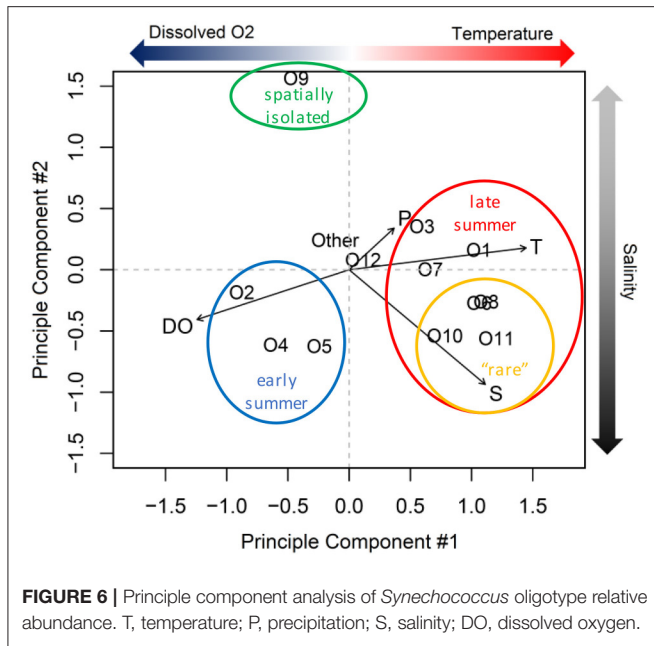 Dissolved O2 Temperature
1.5
1.0
0.5
0.0
−0.5
−1.0
−1.5
Principle Component #2
O9
spatially
isolated
late
summer
P
O3
Other
O1
T
O12
O7
O2
O6
O8
DO
O10
O11
O4
O5
"rare"
early
summer
S
Salinity
−1.5 −1.0 −0.5 0.0 0.5 1.0 1.5
Principle Component #1
FIGURE 6 | Principle component analysis of Synechococcus oligotype relative
abundance. T, temperature; P, precipitation; S, salinity; DO, dissolved oxygen.